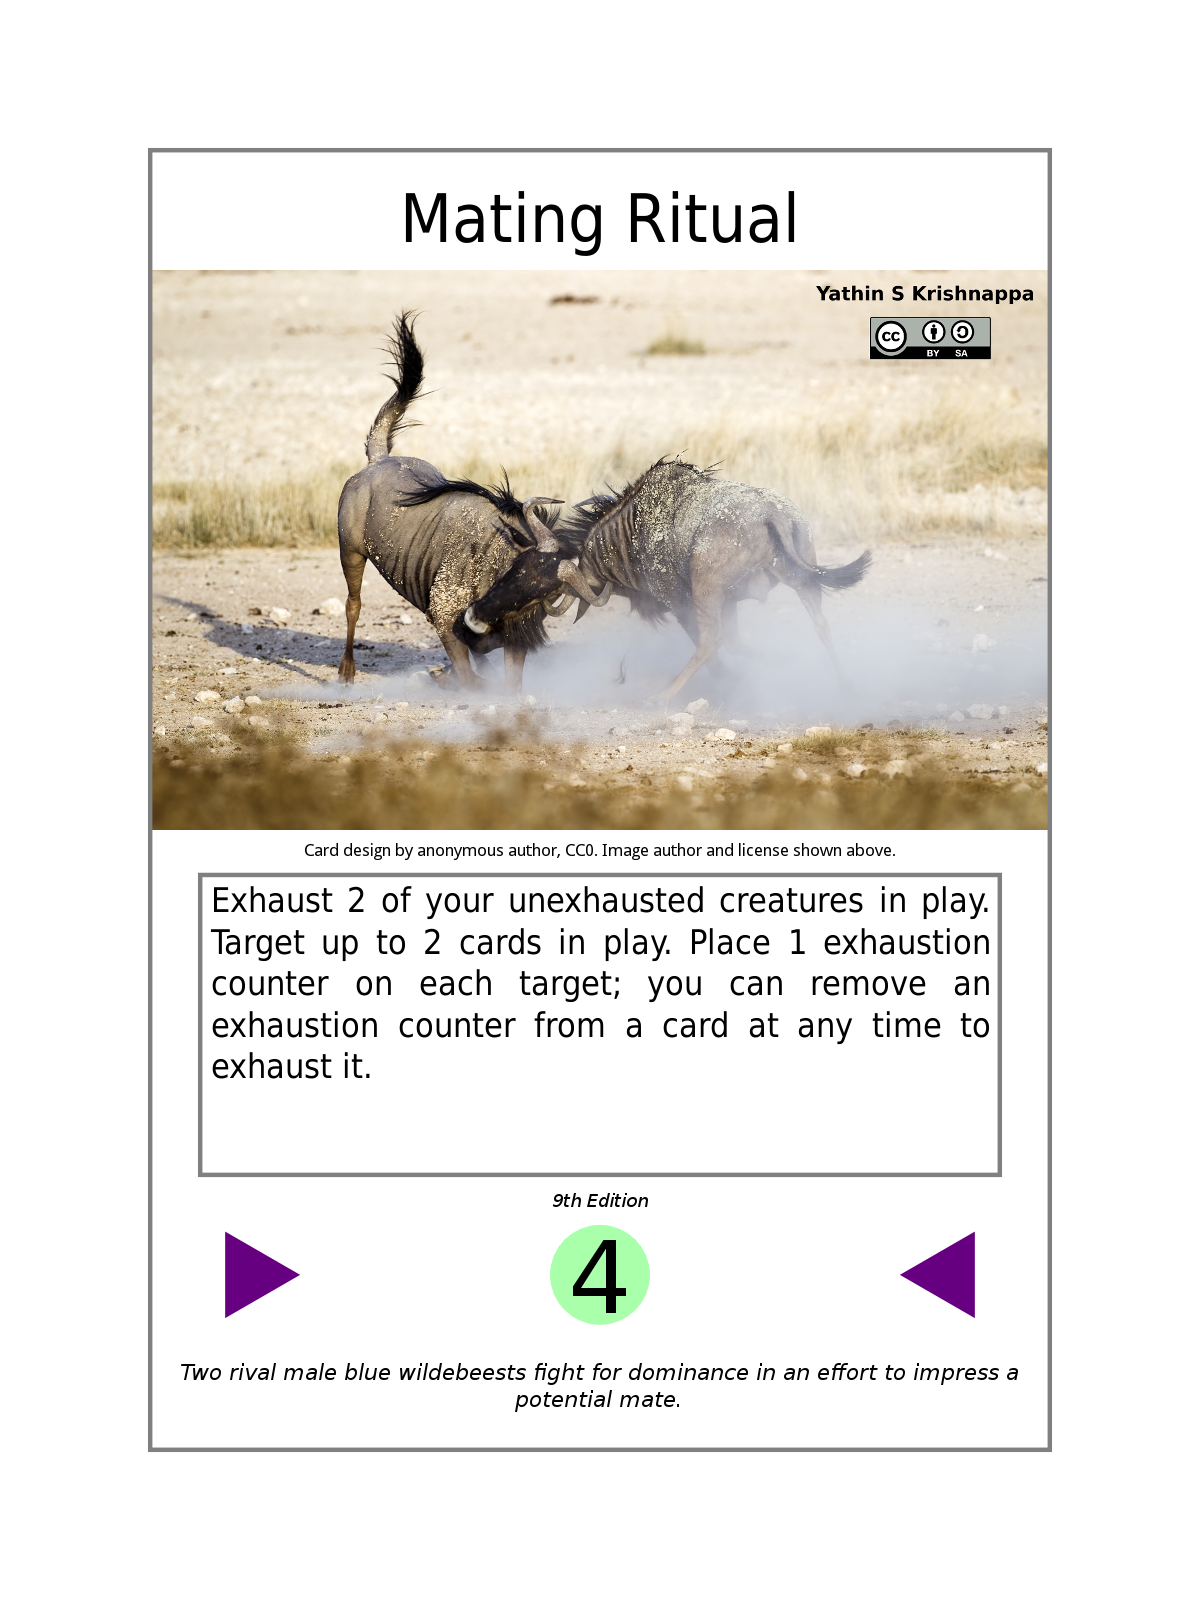 Mating Ritual
Yathin S Krishnappa
cc
BY SA
Card design by anonymous author, CC0. Image author and license shown above.
Exhaust 2 of your unexhausted creatures in play.
Target up to 2 cards in play. Place 1 exhaustion
counter on each target; you can remove an
exhaustion counter from a card at any time to
exhaust it.
9th Edition
4
Two rival male blue wildebeests fight for dominance in an effort to impress a
potential mate.